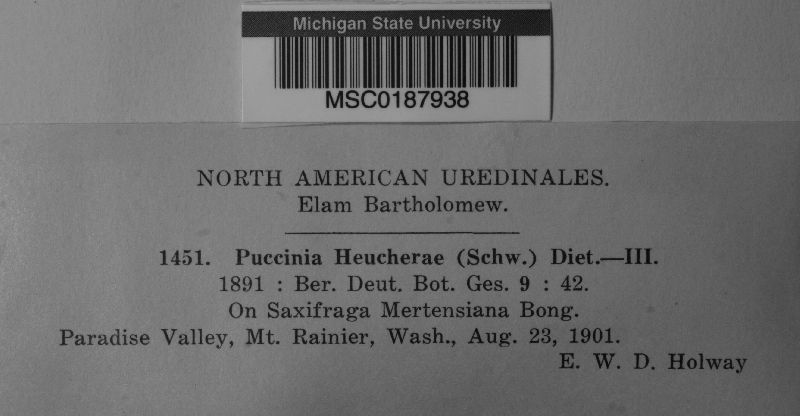 Michigan State University
MSC0187938
NORTH AMERICAN UREDINALES.
Elam Bartholomew.
1451. Puccinia Heucherae (Schw.) Diet.—III.
1891 : Ber. Deut. Bot. Ges. 9 : 42.
On Saxifraga Mertensiana Bong.
Paradise Valley, Mt. Rainier, Wash., Aug. 23, 1901.
E. W. D. Holway